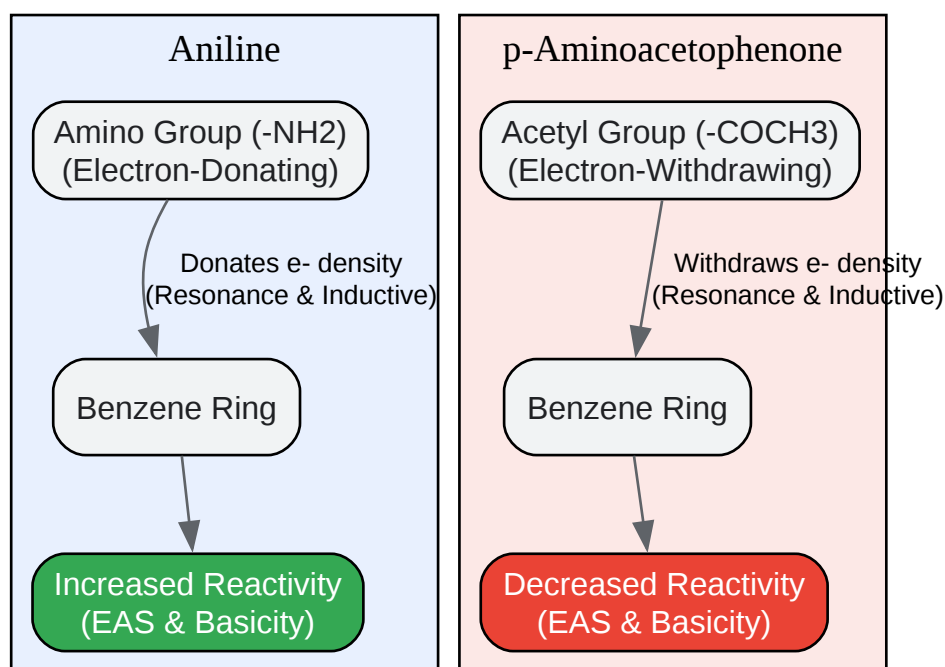 Aniline
Amino Group (-NH2)
(Electron-Donating)
Donates e- density
(Resonance & Inductive)
Benzene Ring
Increased Reactivity
(EAS & Basicity)
p-Aminoacetophenone
Acetyl Group (-COCH3)
(Electron-Withdrawing)
Withdraws e- density
(Resonance & Inductive)
Benzene Ring
Decreased Reactivity
(EAS & Basicity)